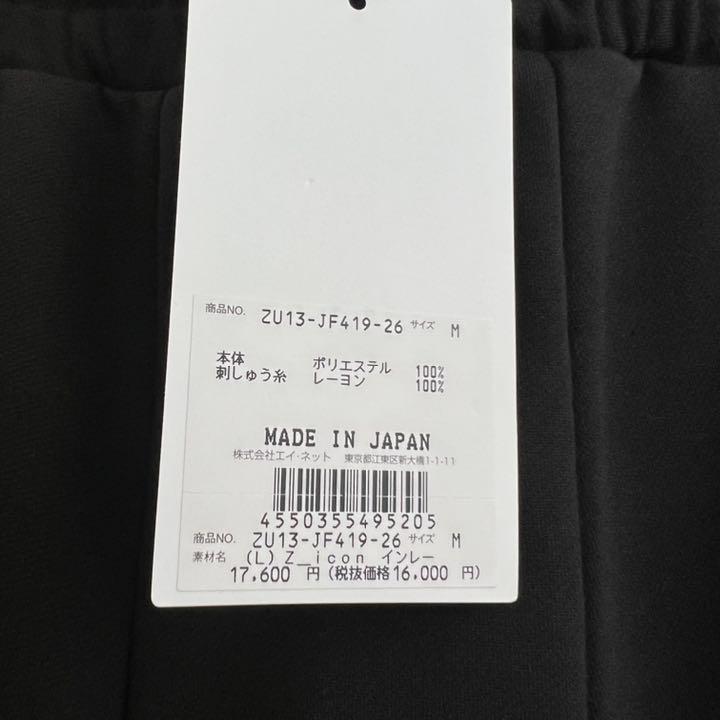 商品NO. ZU13-JF419-26 サイズ M
本体 ポリエステル 100%
刺しゅう糸 レーヨン 100%
MADE IN JAPAN
株式会社エイ・ネット 東京都江東区新大橋1-1-11
4550355495205
商品NO. ZU13-JF419-26 サイズ M
素材名 (L) Z_icon インレー
17,600 円 (税抜価格16,000 円)